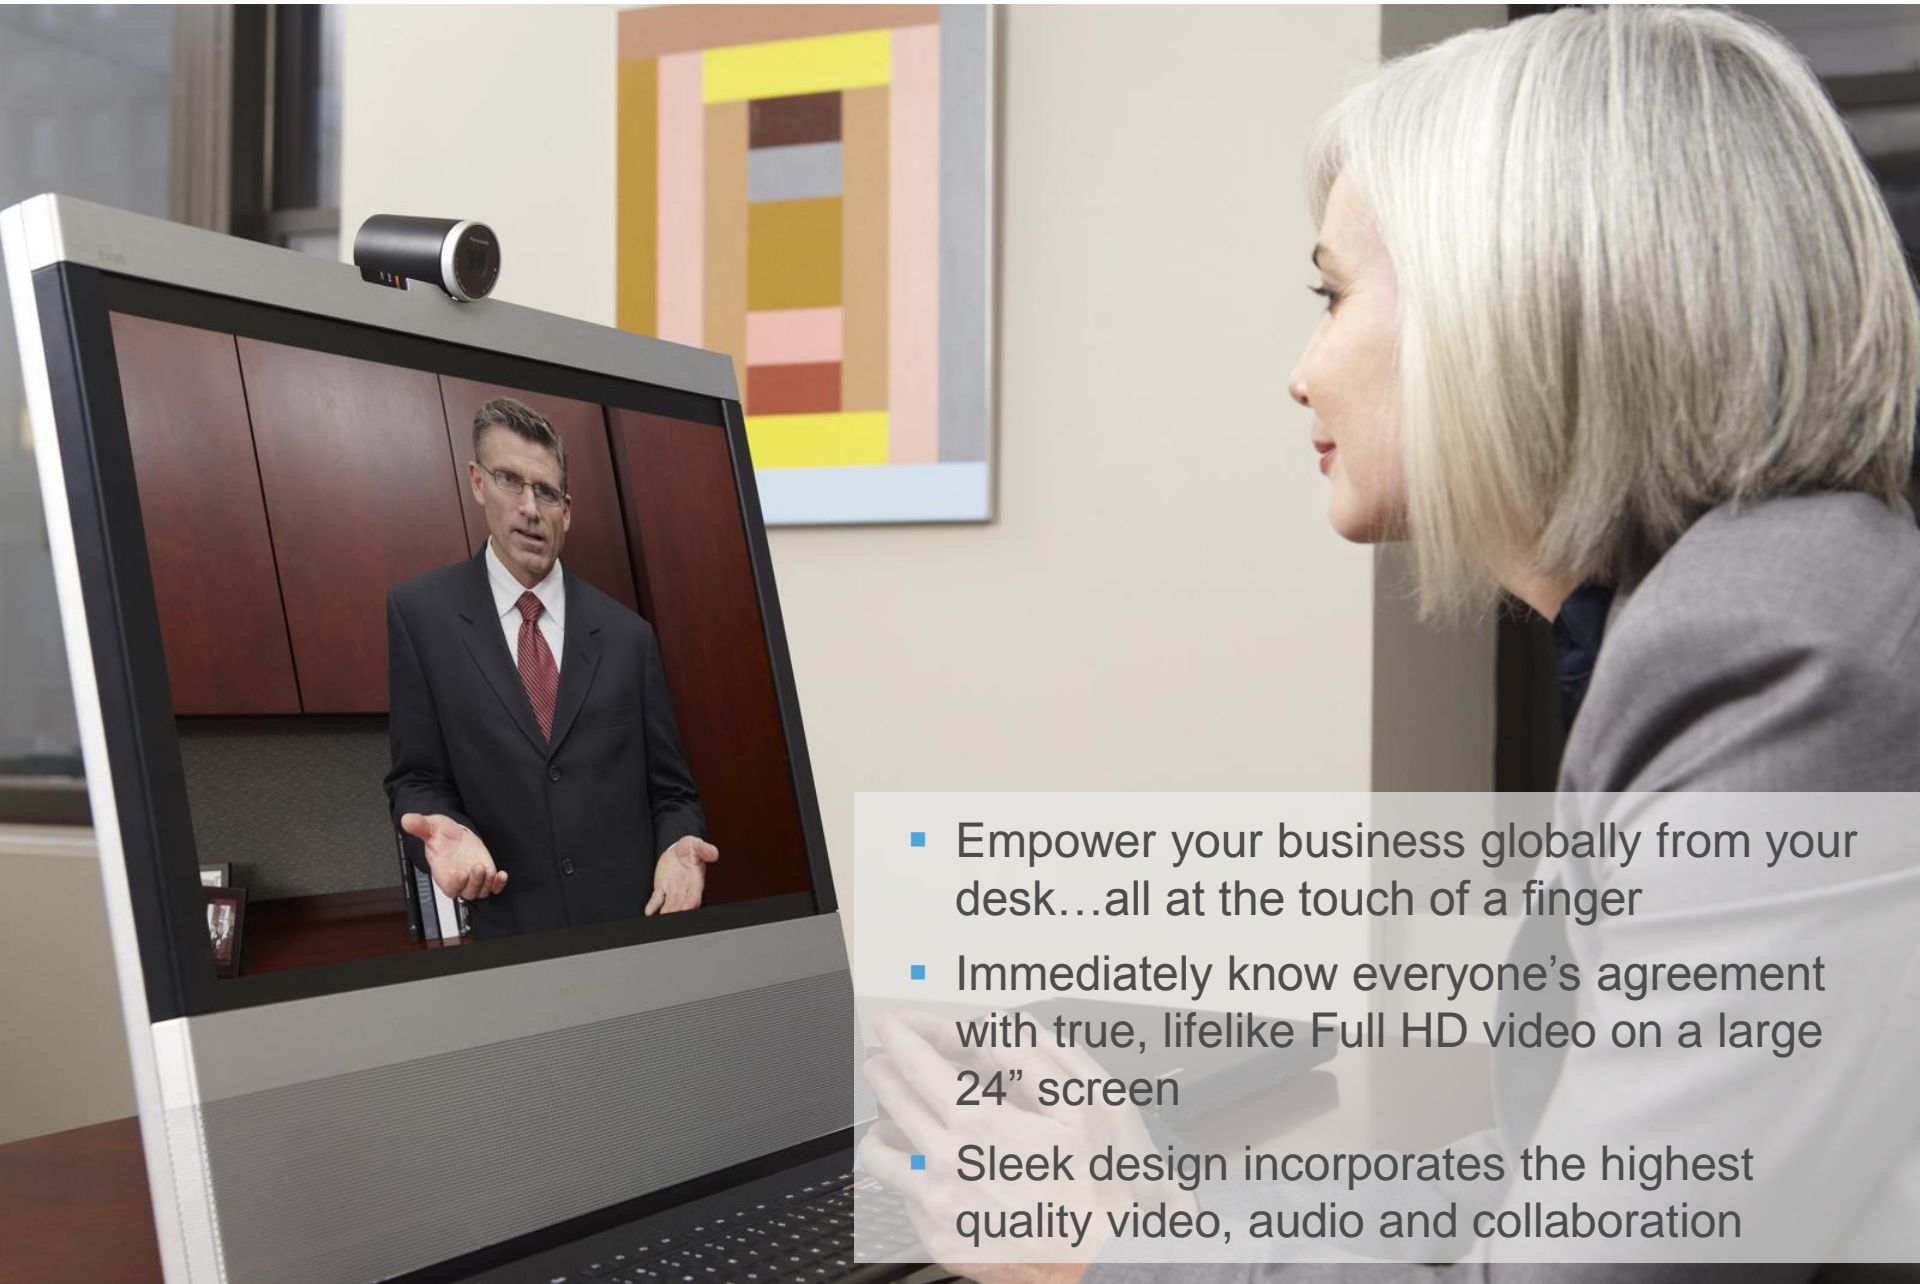 EX90
Empower your business globally from your
desk…all at the touch of a finger
Immediately know everyone’s agreement
with true, lifelike Full HD video on a large
24” screen
Sleek design incorporates the highest
quality video, audio and collaboration